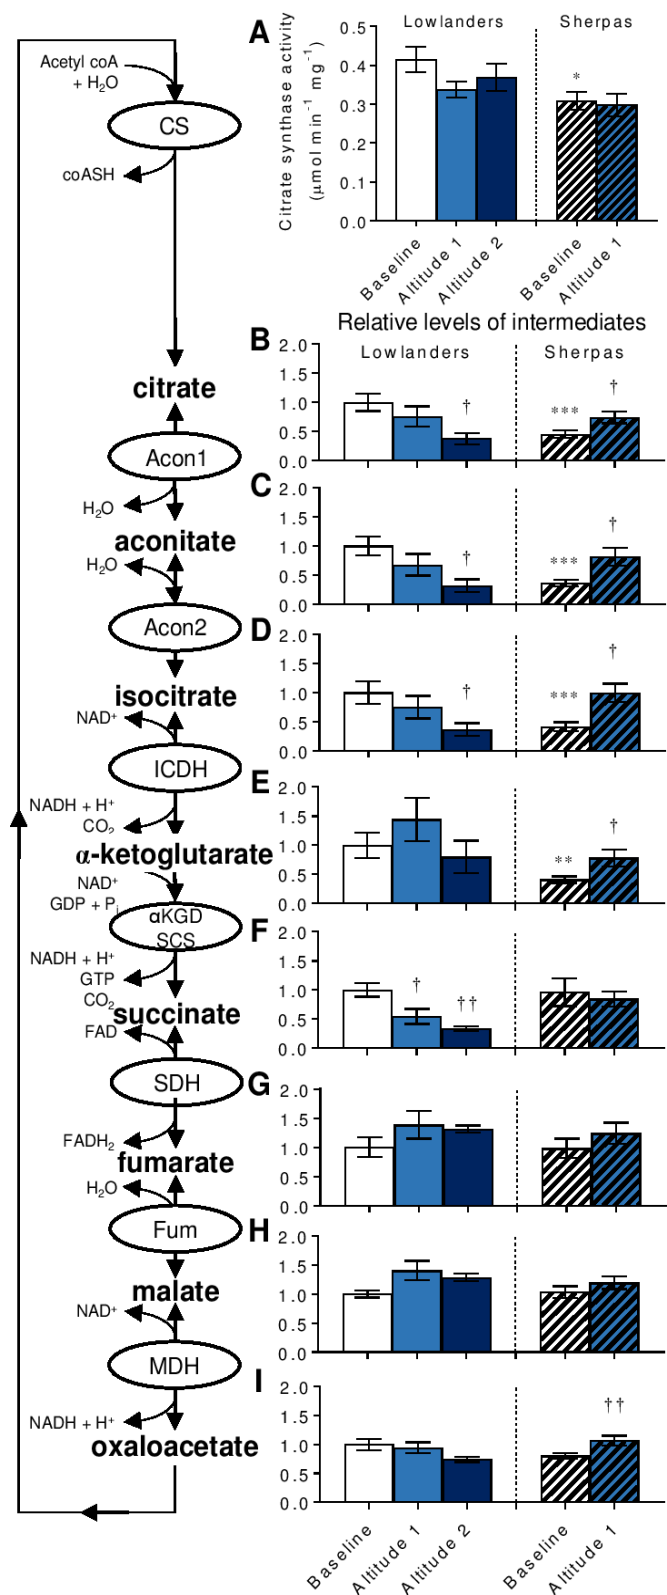 A
Lowlanders
Sherpas
Citrate synthase activity
(μmol min⁻¹ mg⁻¹)
0.5
0.4
0.3
0.2
0.1
0.0
*
Baseline
Altitude 1
Altitude 2
Baseline
Altitude 1
Acetyl coA
+ H₂O
CS
coASH
Relative levels of intermediates
B
Lowlanders
Sherpas
2.0
1.5
1.0
0.5
0.0
†
***
†
citrate
Acon1
H₂O
C
2.0
1.5
1.0
0.5
0.0
†
***
†
aconitate
H₂O
Acon2
D
2.0
1.5
1.0
0.5
0.0
†
***
†
isocitrate
NAD⁺
ICDH
NADH + H⁺
CO₂
E
2.0
1.5
1.0
0.5
0.0
**
†
α-ketoglutarate
NAD⁺
GDP + Pᵢ
αKGD
SCS
NADH + H⁺
GTP
CO₂
F
2.0
1.5
1.0
0.5
0.0
†
††
succinate
FAD
SDH
FADH₂
G
2.0
1.5
1.0
0.5
0.0
fumarate
H₂O
Fum
H
2.0
1.5
1.0
0.5
0.0
malate
NAD⁺
MDH
NADH + H⁺
I
2.0
1.5
1.0
0.5
0.0
††
oxaloacetate
Baseline
Altitude 1
Altitude 2
Baseline
Altitude 1